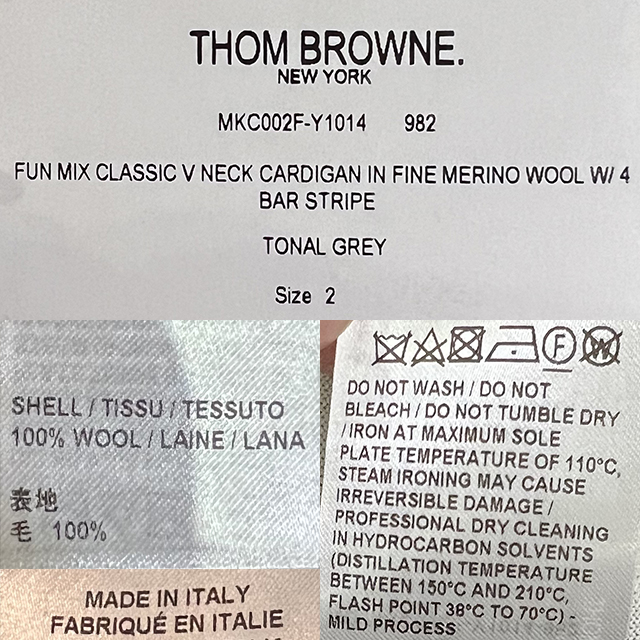 THOM BROWNE.
NEW YORK
MKC002F-Y1014 982
FUN MIX CLASSIC V NECK CARDIGAN IN FINE MERINO WOOL W/ 4
BAR STRIPE
TONAL GREY
Size 2
SHELL / TISSU / TESSUTO
100% WOOL / LAINE / LANA
表地
毛 100%
MADE IN ITALY
FABRIQUÉ EN ITALIE
F W
DO NOT WASH / DO NOT
BLEACH / DO NOT TUMBLE DRY
/ IRON AT MAXIMUM SOLE
PLATE TEMPERATURE OF 110°C,
STEAM IRONING MAY CAUSE
IRREVERSIBLE DAMAGE /
PROFESSIONAL DRY CLEANING
IN HYDROCARBON SOLVENTS
(DISTILLATION TEMPERATURE
BETWEEN 150°C AND 210°C,
FLASH POINT 38°C TO 70°C) -
MILD PROCESS